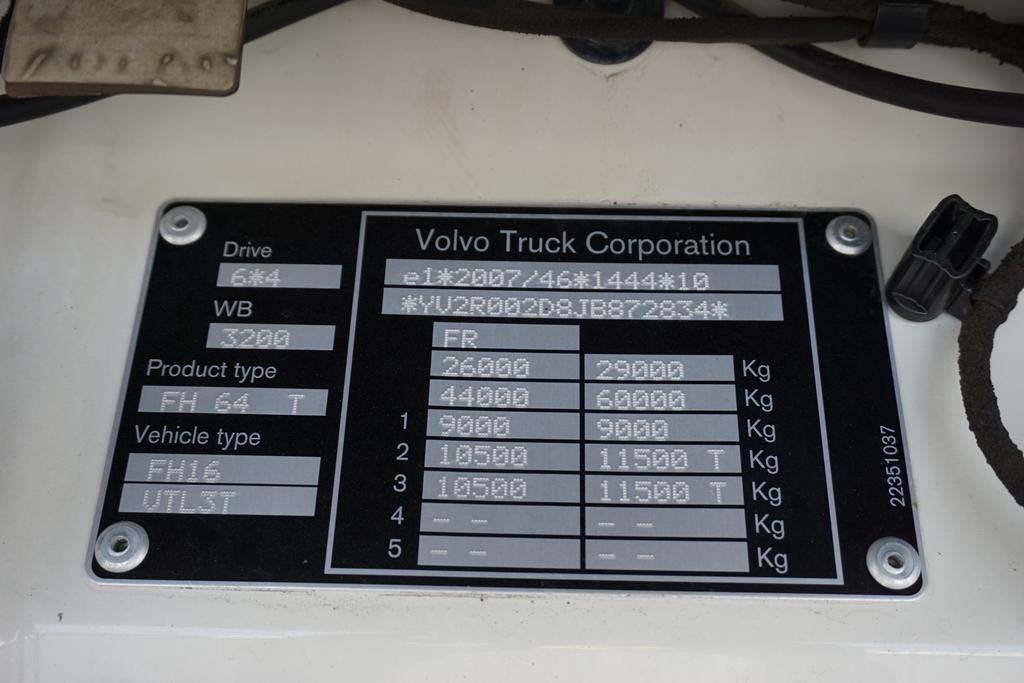 Drive
6*4
WB
3200
Product type
FH 64 T
Vehicle type
FH16
VTL3T
Volvo Truck Corporation
e1*2007/46*1444*10
*YV2R002D8JB872834*
FR
26000 29000 Kg
44000 60000 Kg
1 9000 9000 Kg
2 10500 11500 T Kg
3 10500 11500 T Kg
4 -- -- Kg
5 -- -- Kg
22351037